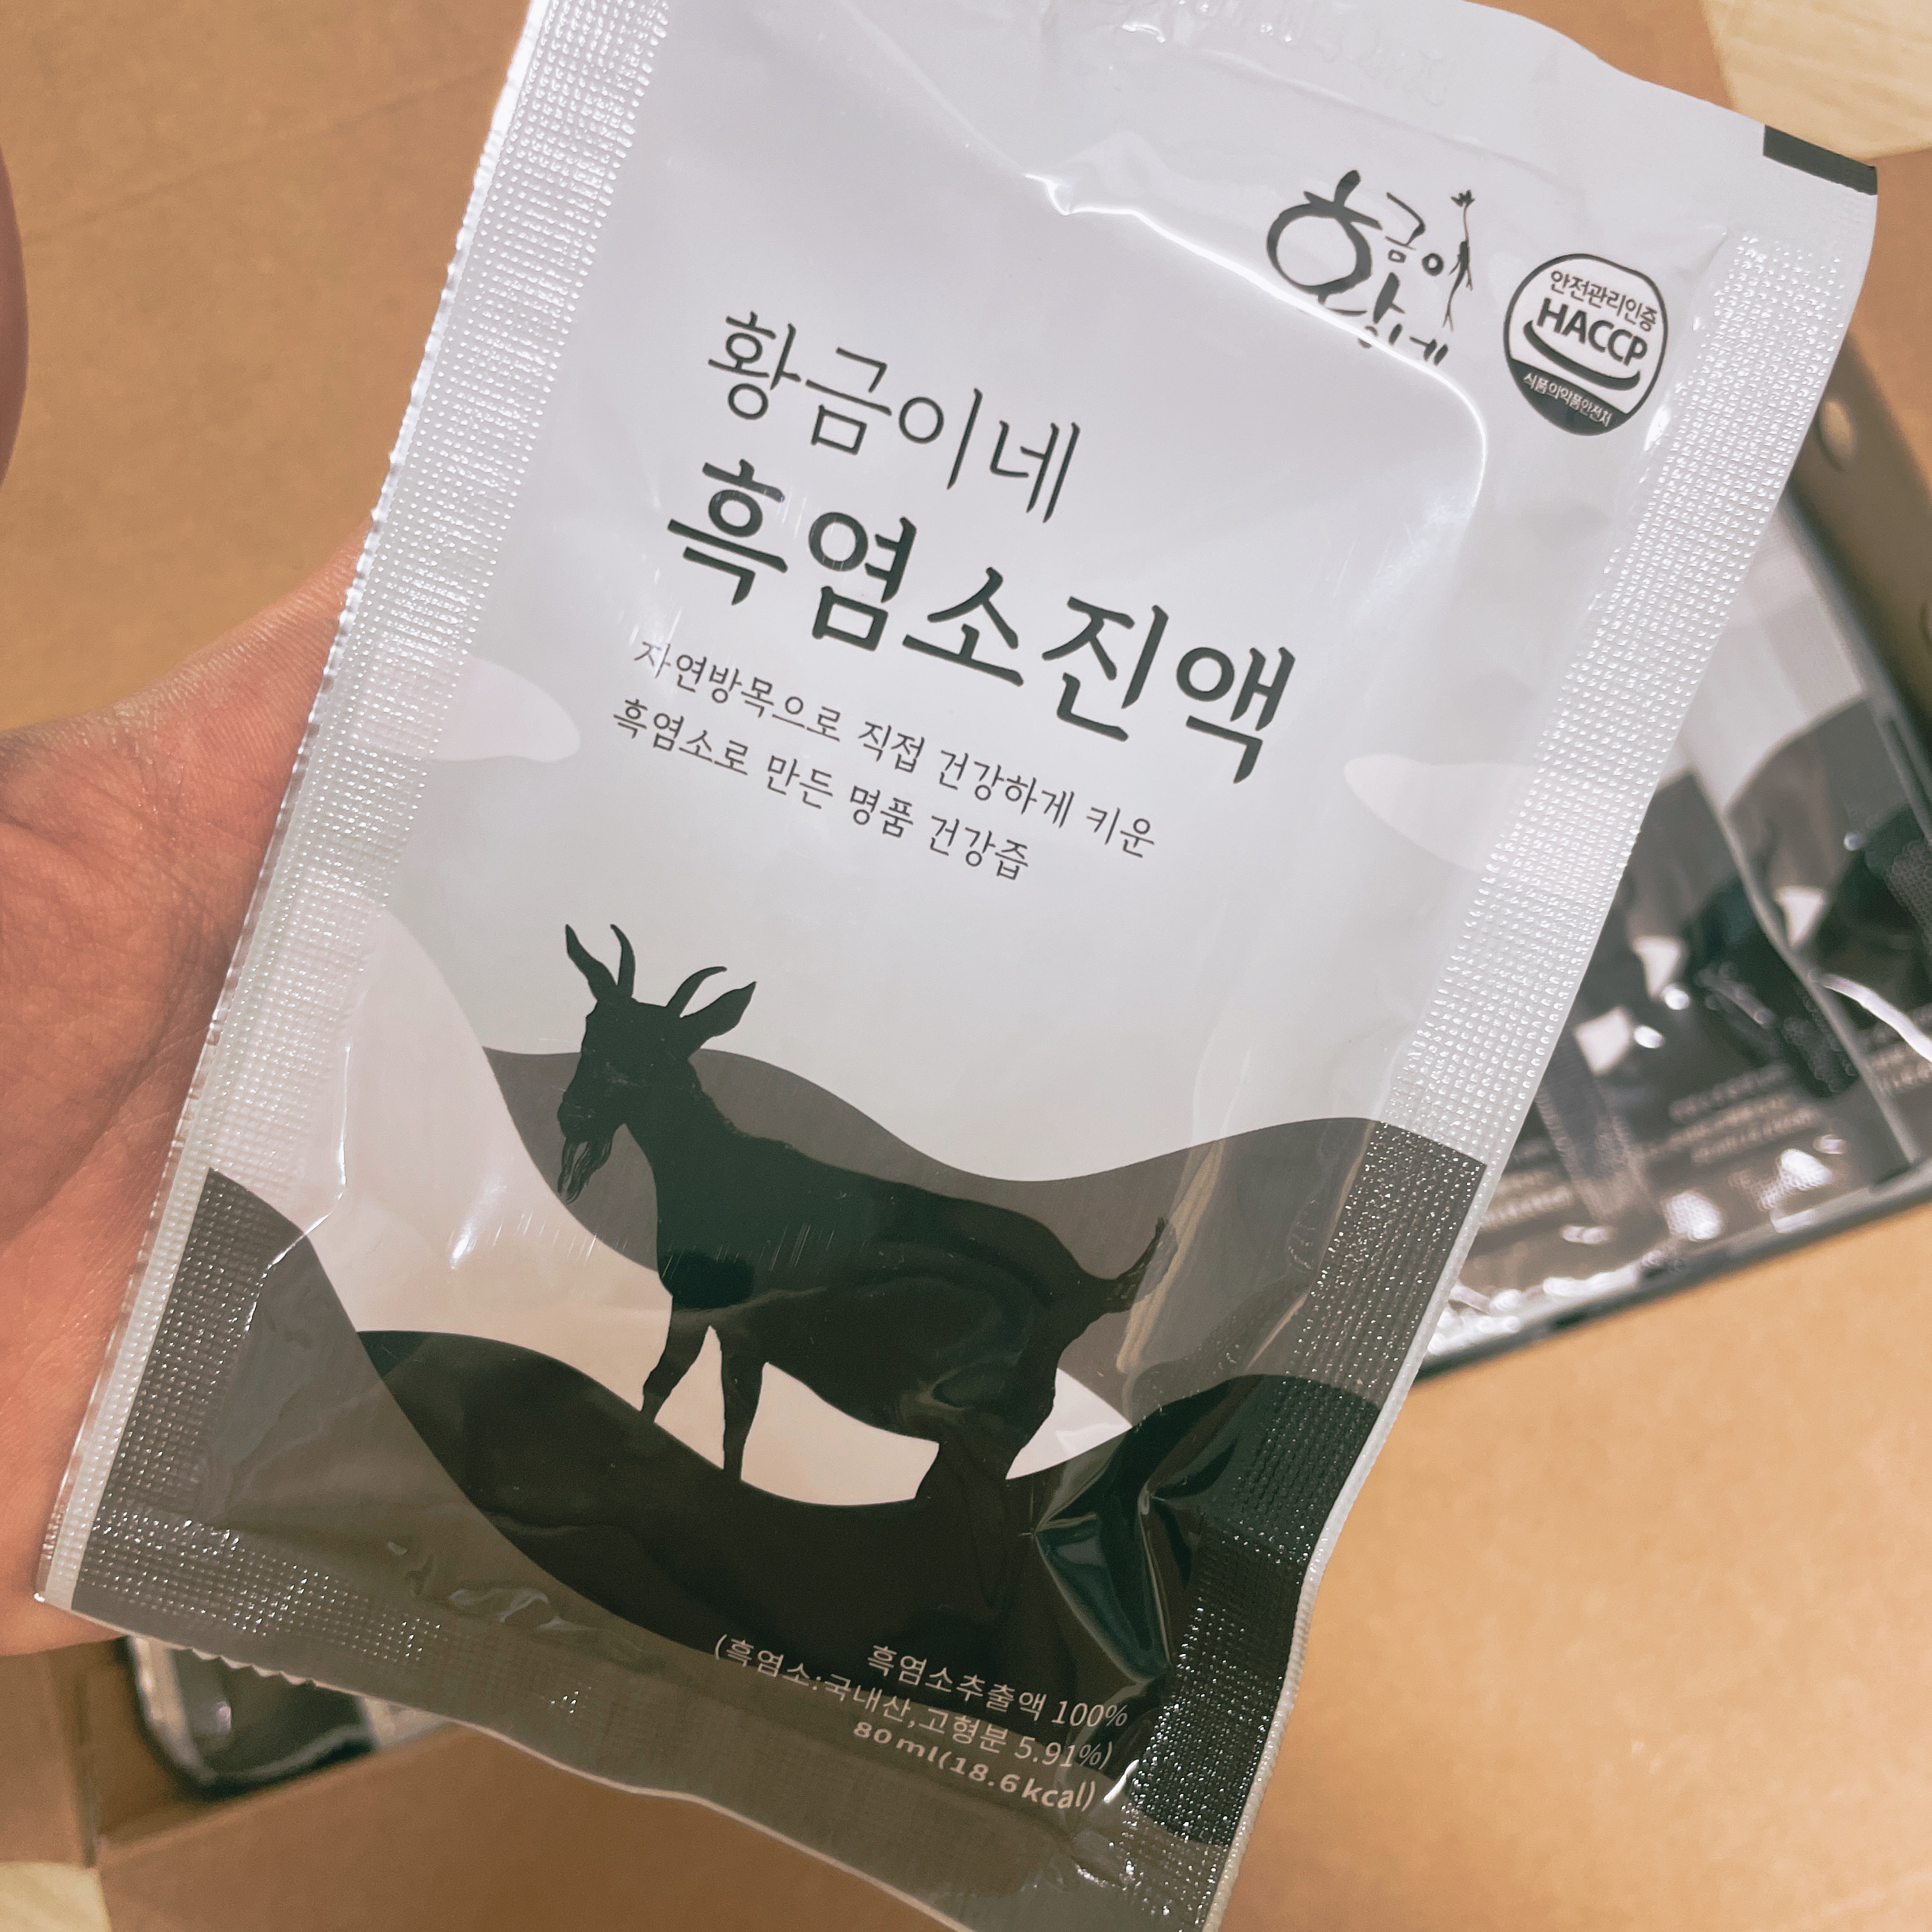 황금이네
안전관리인증
HACCP
식품의약품안전처
황금이네
흑염소진액
자연방목으로 직접 건강하게 키운
흑염소로 만든 명품 건강즙
흑염소추출액 100%
(흑염소:국내산,고형분 5.91%)
80ml(18.6kcal)